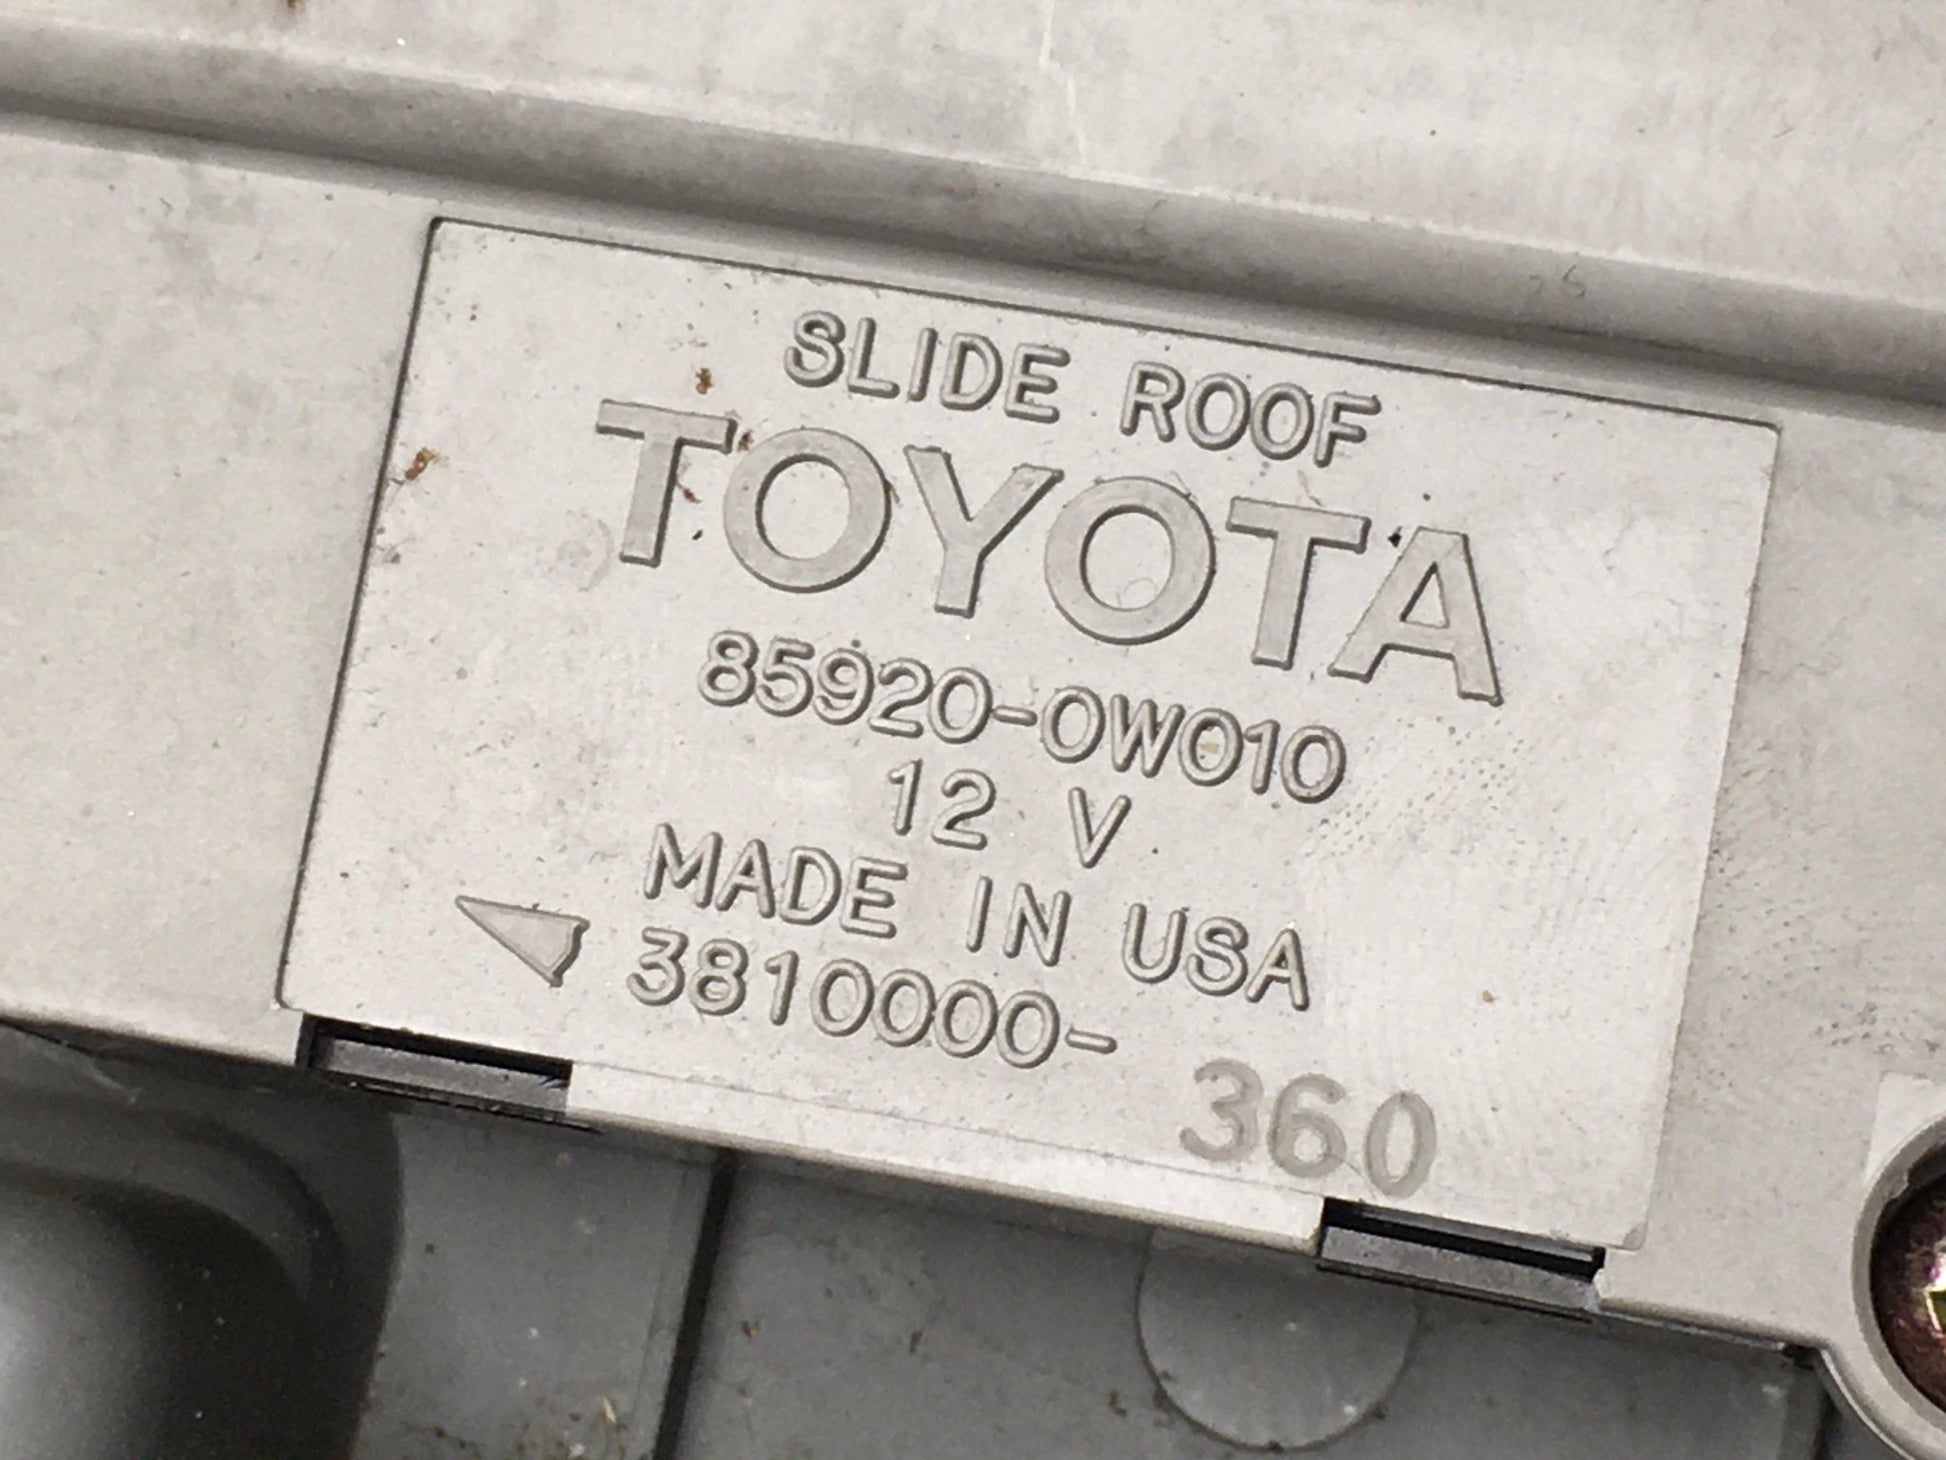 SLIDE ROOF
TOYOTA
85920-0W010
12 V
MADE IN USA
3810000-
360